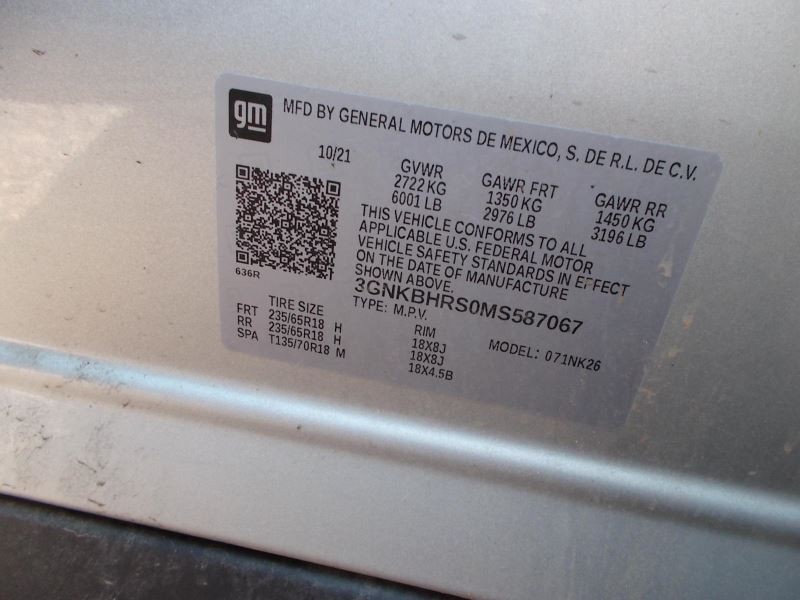 gm
MFD BY GENERAL MOTORS DE MEXICO, S. DE R.L. DE C.V.
10/21 GVWR GAWR FRT GAWR RR
2722 KG 1350 KG 1450 KG
6001 LB 2976 LB 3196 LB
THIS VEHICLE CONFORMS TO ALL
APPLICABLE U.S. FEDERAL MOTOR
VEHICLE SAFETY STANDARDS IN EFFECT
ON THE DATE OF MANUFACTURE
SHOWN ABOVE.
636R
3GNKBHRS0MS587067
TYPE: M.P.V. MODEL: 071NK26
TIRE SIZE RIM
FRT 235/65R18 H 18X8J
RR 235/65R18 H 18X8J
SPA T135/70R18 M 18X4.5B